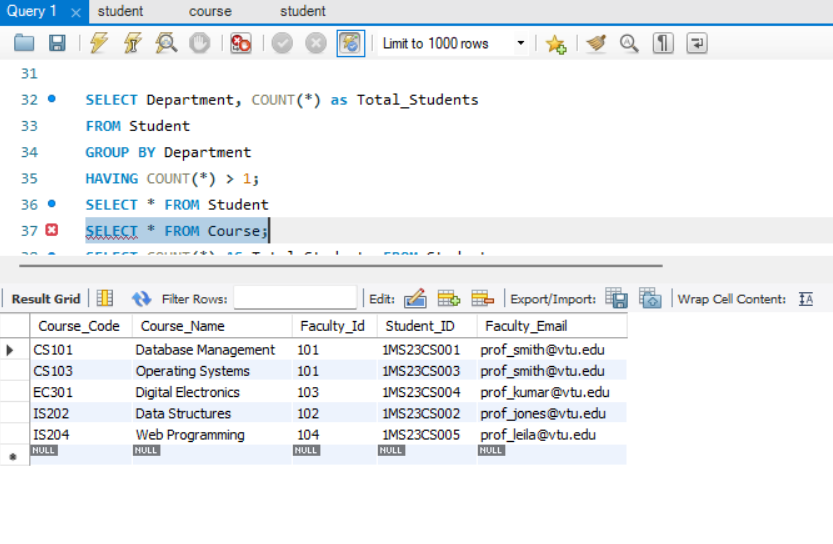 Query 1 student course student
Limit to 1000 rows
31
32 SELECT Department, COUNT(*) as Total_Students
33 FROM Student
34 GROUP BY Department
35 HAVING COUNT(*) > 1;
36 SELECT * FROM Student
37 SELECT * FROM Course;
Result Grid Filter Rows: Edit: Export/Import: Wrap Cell Content:
Course_Code Course_Name Faculty_Id Student_ID Faculty_Email
CS101 Database Management 101 1MS23CS001 prof_smith@vtu.edu
CS103 Operating Systems 101 1MS23CS003 prof_smith@vtu.edu
EC301 Digital Electronics 103 1MS23CS004 prof_kumar@vtu.edu
IS202 Data Structures 102 1MS23CS002 prof_jones@vtu.edu
IS204 Web Programming 104 1MS23CS005 prof_leila@vtu.edu
NULL NULL NULL NULL NULL